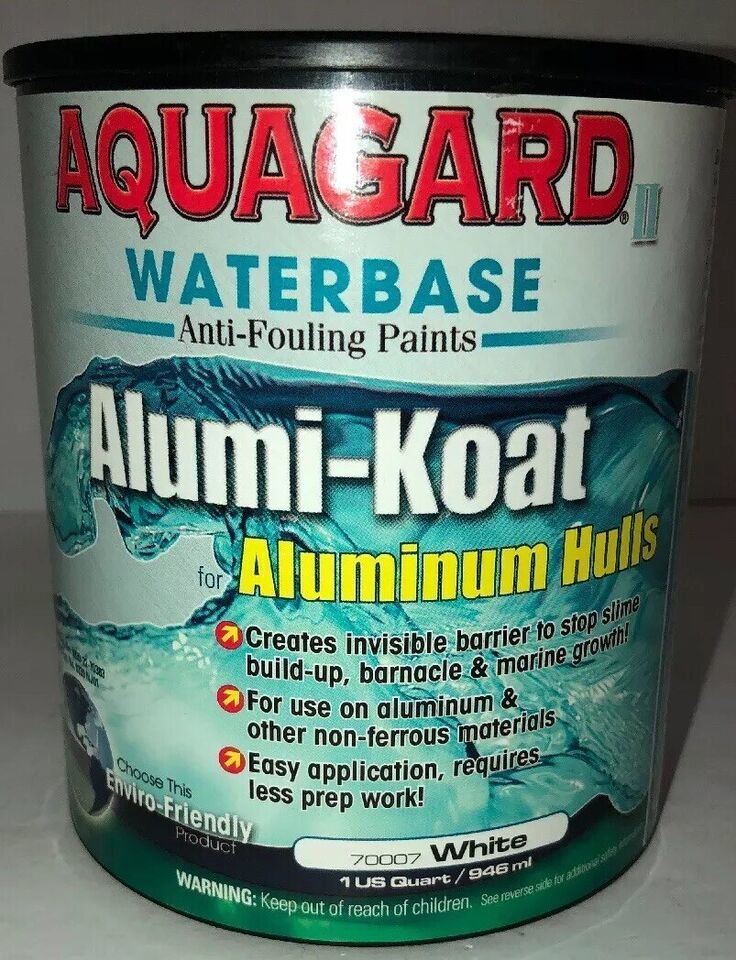 AQUAGARD® II
WATERBASE
Anti-Fouling Paints
Alumi-Koat
for Aluminum Hulls
Creates invisible barrier to stop slime
build-up, barnacle & marine growth!
For use on aluminum &
other non-ferrous materials
Easy application, requires
less prep work!
Choose This
Enviro-Friendly
Product
70007 White
1 US Quart / 946 ml
WARNING: Keep out of reach of children. See reverse side for additional safety